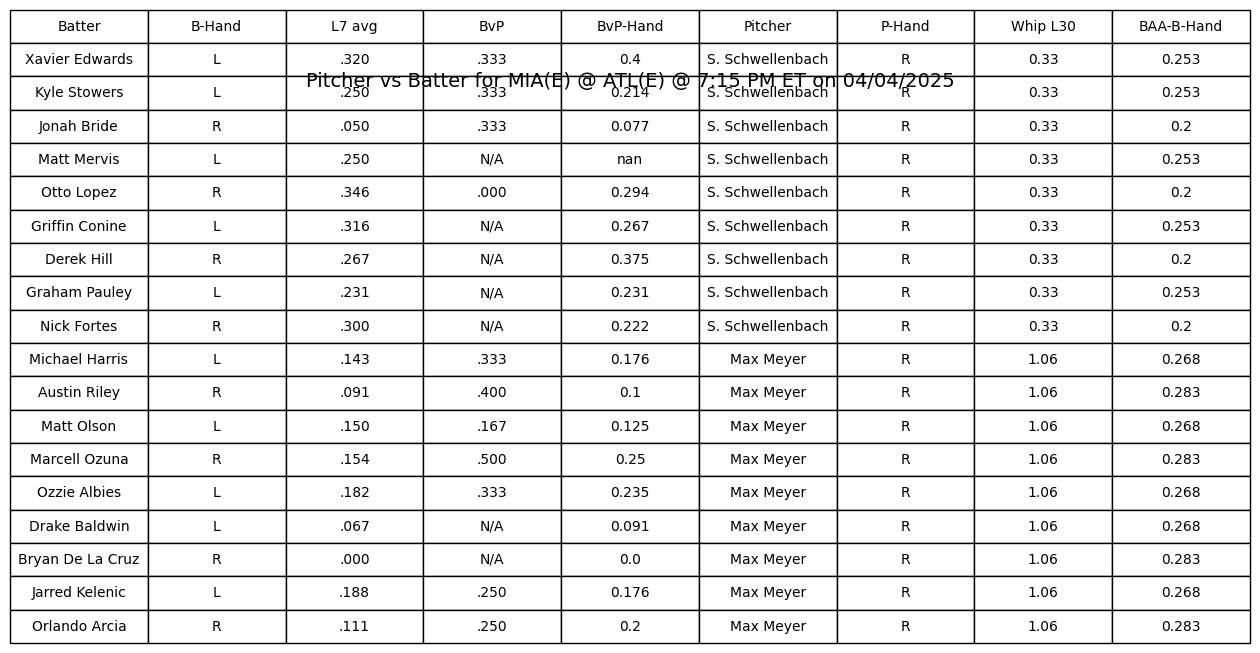 Batter B-Hand L7 avg BvP BvP-Hand Pitcher P-Hand Whip L30 BAA-B-Hand
Xavier Edwards L .320 .333 0.4 S. Schwellenbach R 0.33 0.253
Pitcher vs Batter for MIA(E) @ ATL(E) @ 7:15 PM ET on 04/04/2025
Kyle Stowers L .250 .333 0.214 S. Schwellenbach R 0.33 0.253
Jonah Bride R .050 .333 0.077 S. Schwellenbach R 0.33 0.2
Matt Mervis L .250 N/A nan S. Schwellenbach R 0.33 0.253
Otto Lopez R .346 .000 0.294 S. Schwellenbach R 0.33 0.2
Griffin Conine L .316 N/A 0.267 S. Schwellenbach R 0.33 0.253
Derek Hill R .267 N/A 0.375 S. Schwellenbach R 0.33 0.2
Graham Pauley L .231 N/A 0.231 S. Schwellenbach R 0.33 0.253
Nick Fortes R .300 N/A 0.222 S. Schwellenbach R 0.33 0.2
Michael Harris L .143 .333 0.176 Max Meyer R 1.06 0.268
Austin Riley R .091 .400 0.1 Max Meyer R 1.06 0.283
Matt Olson L .150 .167 0.125 Max Meyer R 1.06 0.268
Marcell Ozuna R .154 .500 0.25 Max Meyer R 1.06 0.283
Ozzie Albies L .182 .333 0.235 Max Meyer R 1.06 0.268
Drake Baldwin L .067 N/A 0.091 Max Meyer R 1.06 0.268
Bryan De La Cruz R .000 N/A 0.0 Max Meyer R 1.06 0.283
Jarred Kelenic L .188 .250 0.176 Max Meyer R 1.06 0.268
Orlando Arcia R .111 .250 0.2 Max Meyer R 1.06 0.283